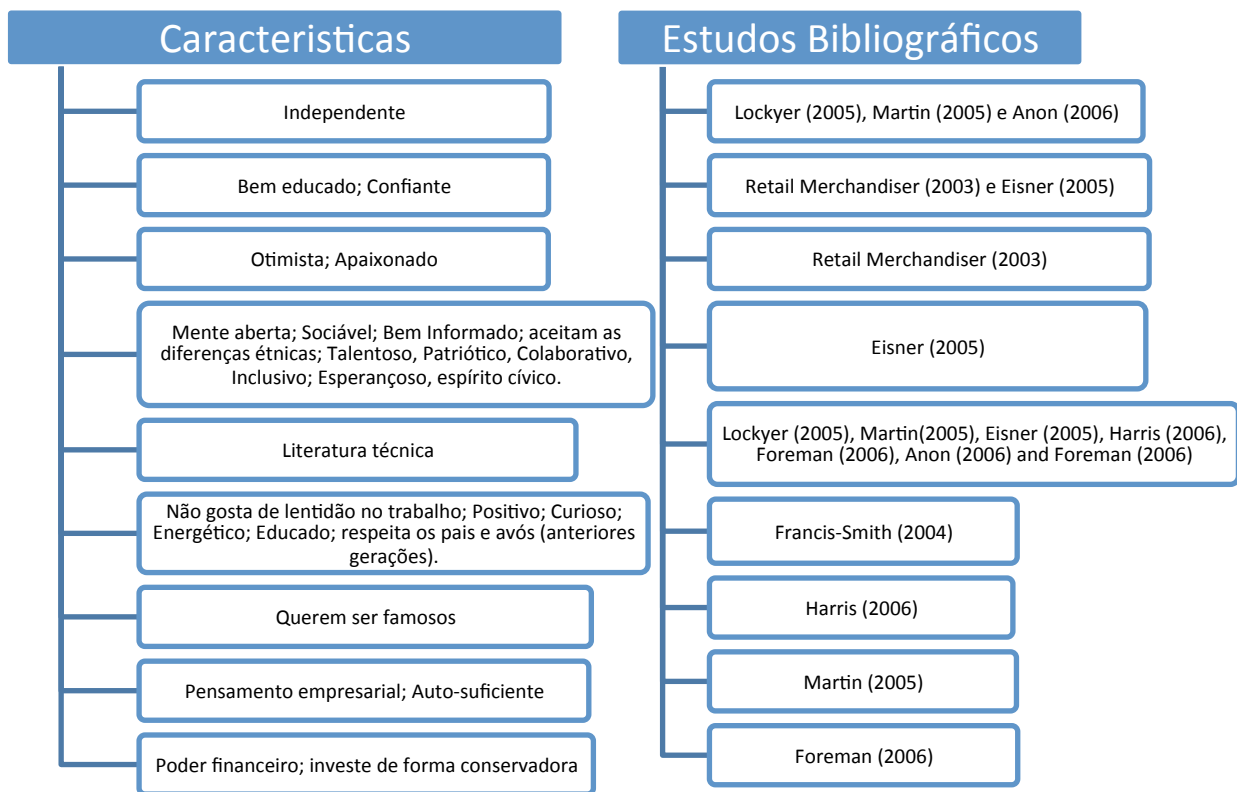 Caracteristicas
Independente
Bem educado; Confiante
Otimista; Apaixonado
Mente aberta; Sociável; Bem Informado; aceitam as
diferenças étnicas; Talentoso, Patriótico, Colaborativo,
Inclusivo; Esperançoso, espírito cívico.
Literatura técnica
Não gosta de lentidão no trabalho; Positivo; Curioso;
Energético; Educado; respeita os pais e avós (anteriores
gerações).
Querem ser famosos
Pensamento empresarial; Auto-suficiente
Poder financeiro; investe de forma conservadora
Estudos Bibliográficos
Lockyer (2005), Martin (2005) e Anon (2006)
Retail Merchandiser (2003) e Eisner (2005)
Retail Merchandiser (2003)
Eisner (2005)
Lockyer (2005), Martin(2005), Eisner (2005), Harris (2006),
Foreman (2006), Anon (2006) and Foreman (2006)
Francis-Smith (2004)
Harris (2006)
Martin (2005)
Foreman (2006)